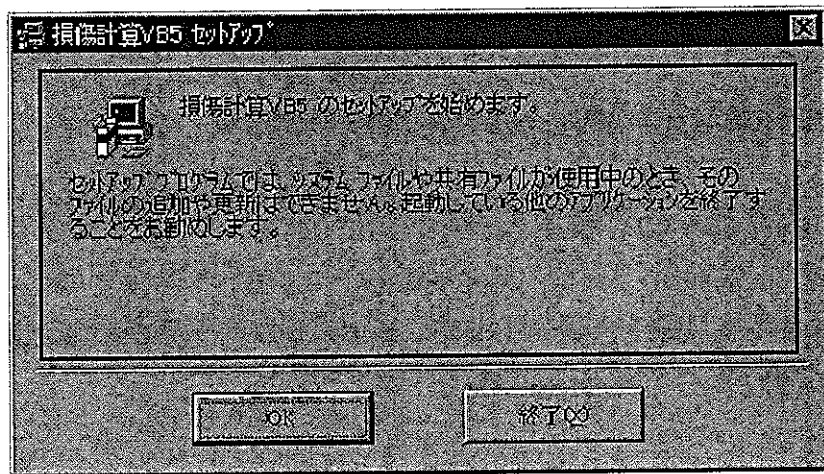 損傷計算VB5 セットアップ
損傷計算VB5 のセットアップを始めます。
セットアップ プログラムでは、システム ファイルや共有ファイルが使用中のとき、その
ファイルの追加や更新はできません。起動している他のアプリケーションを終了す
ることをお勧めします。
OK
終了(X)